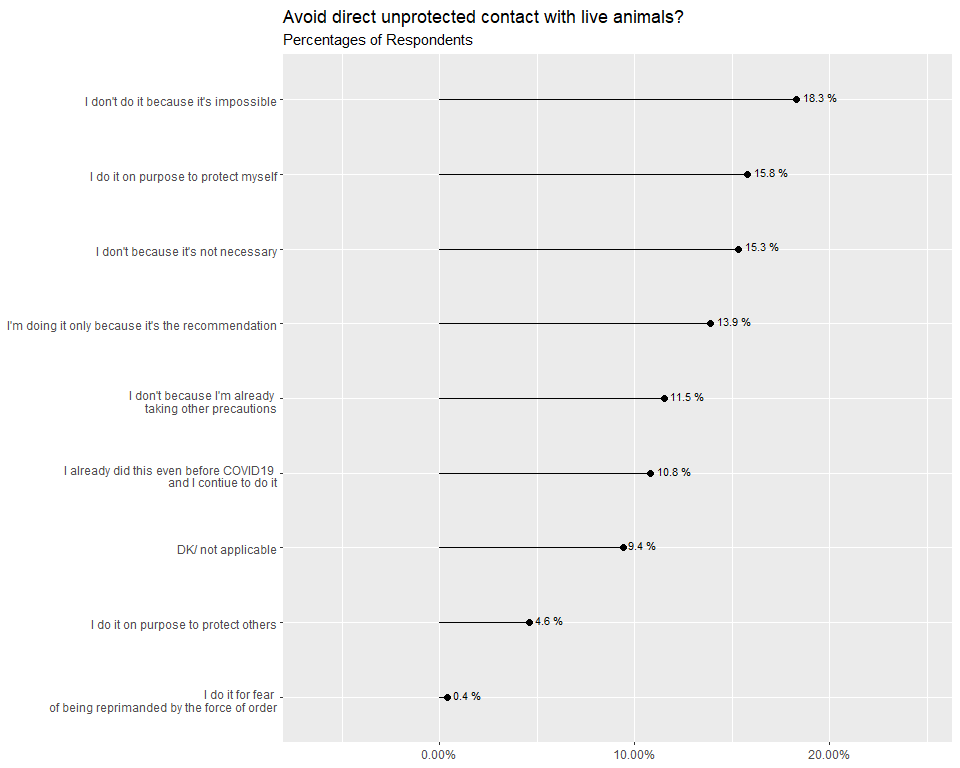 Avoid direct unprotected contact with live animals?
Percentages of Respondents
I don't do it because it's impossible
18.3 %
I do it on purpose to protect myself
15.8 %
I don't because it's not necessary
15.3 %
I'm doing it only because it's the recommendation
13.9 %
I don't because I'm already
taking other precautions
11.5 %
I already did this even before COVID19
and I contiue to do it
10.8 %
DK/ not applicable
9.4 %
I do it on purpose to protect others
4.6 %
I do it for fear
of being reprimanded by the force of order
0.4 %
0.00%
10.00%
20.00%